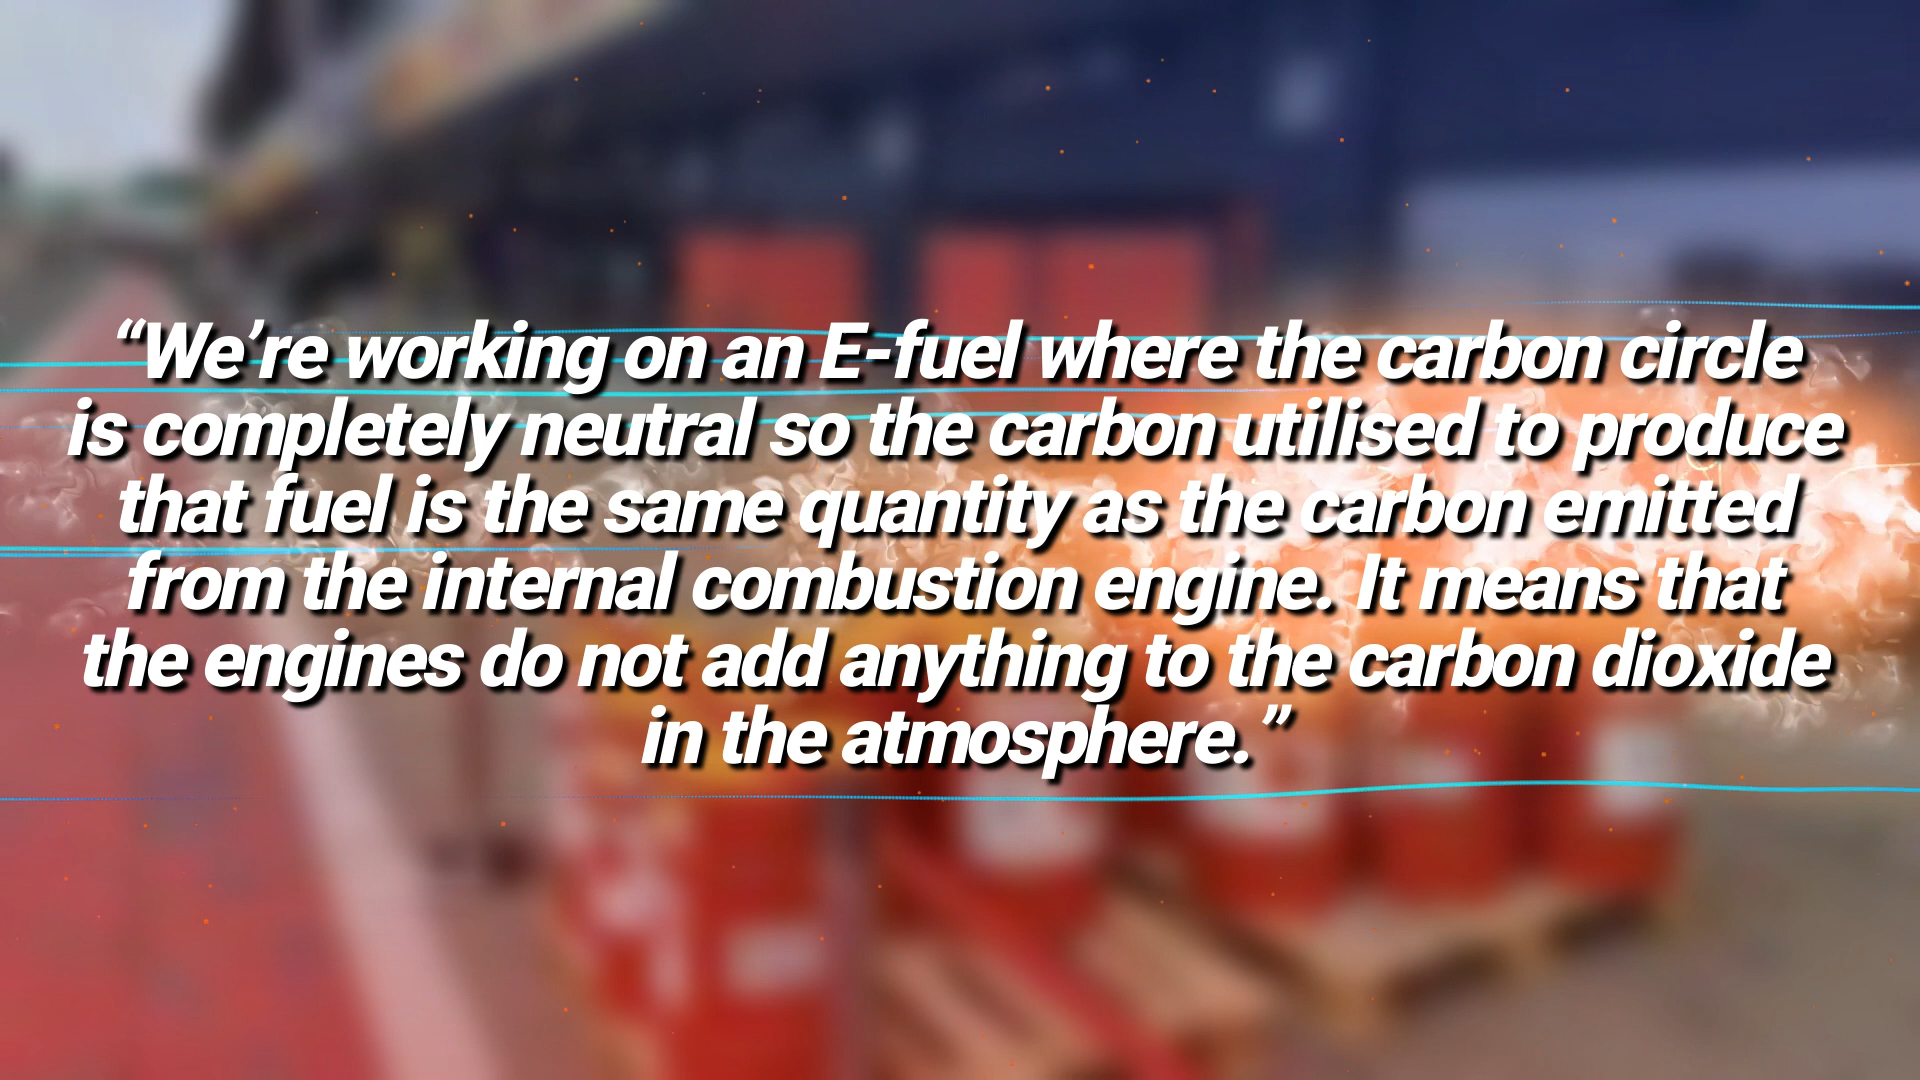 “We’re working on an E-fuel where the carbon circle
is completely neutral so the carbon utilised to produce
that fuel is the same quantity as the carbon emitted
from the internal combustion engine. It means that
the engines do not add anything to the carbon dioxide
in the atmosphere.”